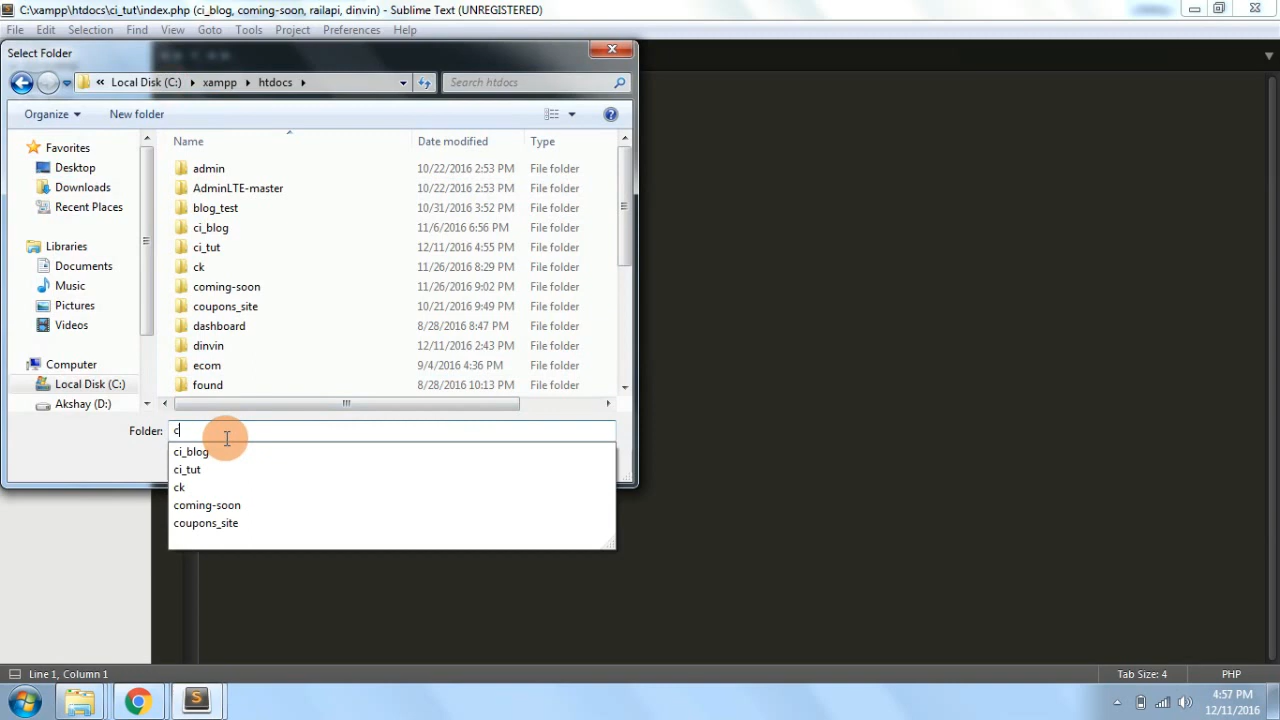 C:\xampp\htdocs\ci_tut\index.php (ci_blog, coming-soon, railapi, dinvin) - Sublime Text (UNREGISTERED)
File Edit Selection Find View Goto Tools Project Preferences Help
Select Folder
« Local Disk (C:) xampp htdocs Search htdocs
Organize New folder
Name Date modified Type
Favorites
Desktop
Downloads
Recent Places
Libraries
Documents
Music
Pictures
Videos
Computer
Local Disk (C:)
Akshay (D:)
admin 10/22/2016 2:53 PM File folder
AdminLTE-master 10/22/2016 2:53 PM File folder
blog_test 10/31/2016 3:52 PM File folder
ci_blog 11/6/2016 6:56 PM File folder
ci_tut 12/11/2016 4:55 PM File folder
ck 11/26/2016 8:29 PM File folder
coming-soon 11/26/2016 9:02 PM File folder
coupons_site 10/21/2016 9:49 PM File folder
dashboard 8/28/2016 8:47 PM File folder
dinvin 12/11/2016 2:43 PM File folder
ecom 9/4/2016 4:36 PM File folder
found 8/28/2016 10:13 PM File folder
Folder: c
ci_blog
ci_tut
ck
coming-soon
coupons_site
Line 1, Column 1 Tab Size: 4 PHP
4:57 PM
12/11/2016